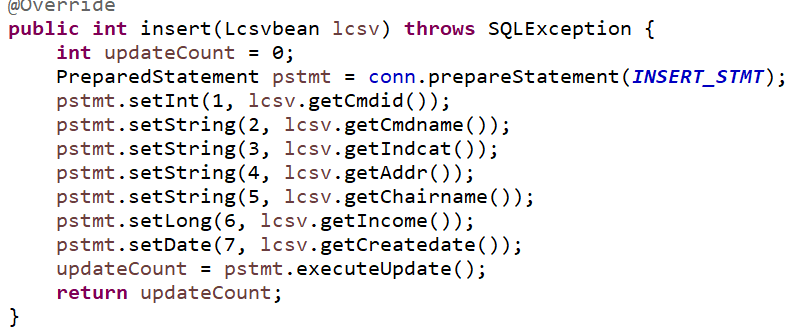 @Override
public int insert(Lcsvbean lcsv) throws SQLException {
    int updateCount = 0;
    PreparedStatement pstmt = conn.prepareStatement(INSERT_STMT);
    pstmt.setInt(1, lcsv.getCmdid());
    pstmt.setString(2, lcsv.getCmdname());
    pstmt.setString(3, lcsv.getIndcat());
    pstmt.setString(4, lcsv.getAddr());
    pstmt.setString(5, lcsv.getChairname());
    pstmt.setLong(6, lcsv.getIncome());
    pstmt.setDate(7, lcsv.getCreatedate());
    updateCount = pstmt.executeUpdate();
    return updateCount;
}